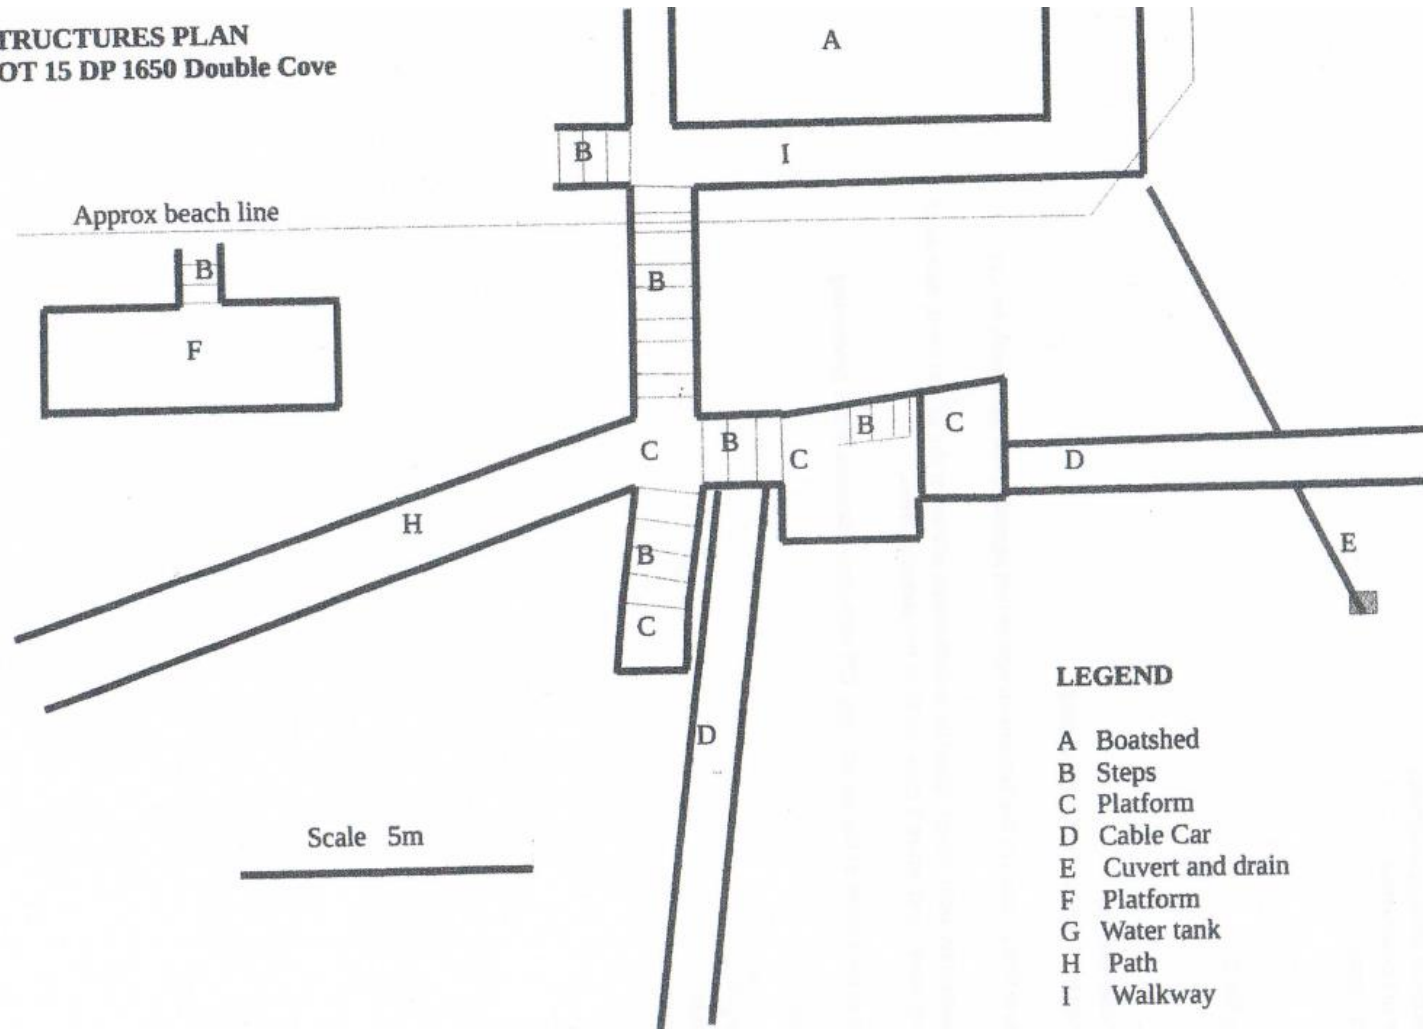 TRUCTURES PLAN
OT 15 DP 1650 Double Cove
A
B
I
Approx beach line
B
B
F
C
B
C
B
C
D
H
B
E
C
D
Scale 5m
LEGEND
A Boatshed
B Steps
C Platform
D Cable Car
E Cuvert and drain
F Platform
G Water tank
H Path
I Walkway